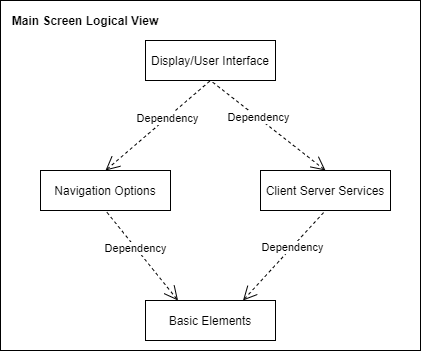 Main Screen Logical View
Display/User Interface
Dependency
Dependency
Navigation Options
Client Server Services
Dependency
Dependency
Basic Elements